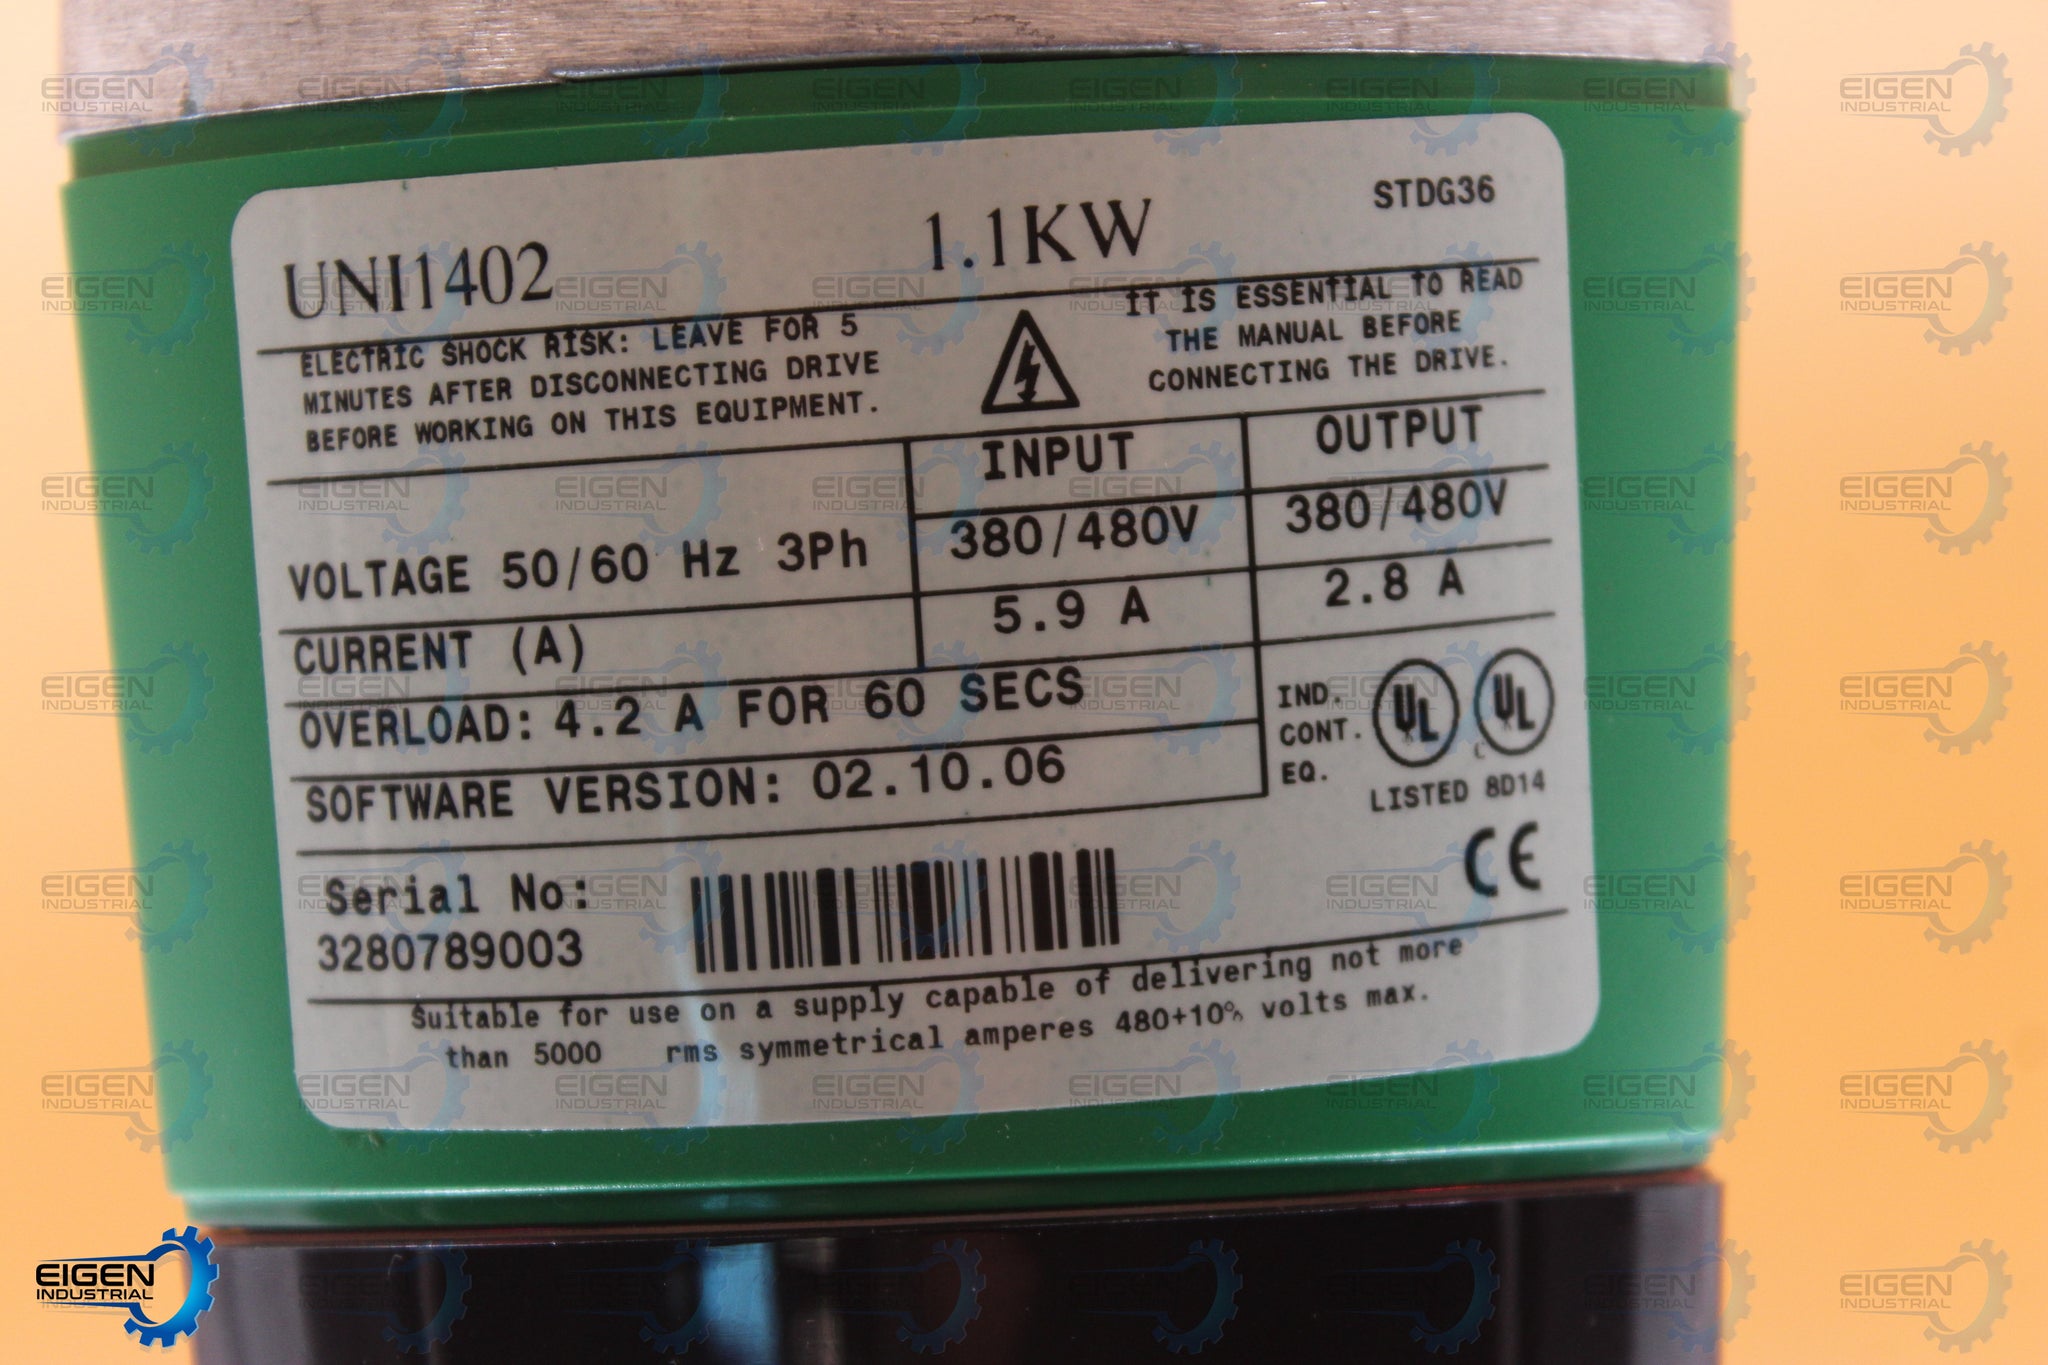 UNI1402 1.1KW STDG36
ELECTRIC SHOCK RISK: LEAVE FOR 5
MINUTES AFTER DISCONNECTING DRIVE
BEFORE WORKING ON THIS EQUIPMENT.
IT IS ESSENTIAL TO READ
THE MANUAL BEFORE
CONNECTING THE DRIVE.
INPUT OUTPUT
VOLTAGE 50/60 Hz 3Ph 380/480V 380/480V
CURRENT (A) 5.9 A 2.8 A
OVERLOAD: 4.2 A FOR 60 SECS
SOFTWARE VERSION: 02.10.06
IND.
CONT.
EQ.
UL UL
C
LISTED 8D14
CE
Serial No:
3280789003
Suitable for use on a supply capable of delivering not more
than 5000 rms symmetrical amperes 480+10% volts max.
EIGEN
INDUSTRIAL